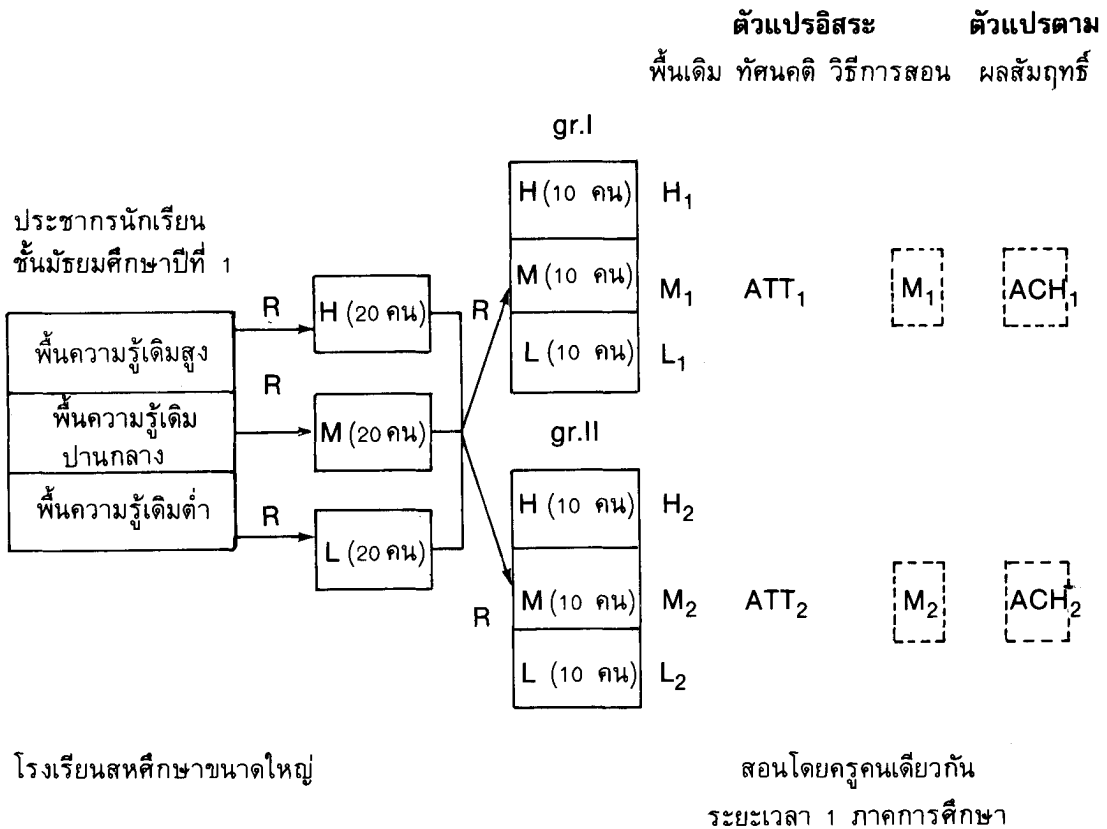 ตัวแปรอิสระ ตัวแปรตาม
พื้นเดิม ทัศนคติ วิธีการสอน ผลสัมฤทธิ์
gr.I
H (10 คน) H1
ประชากรนักเรียน
ชั้นมัธยมศึกษาปีที่ 1
M (10 คน) M1 ATT1 M1 ACH1
R H (20 คน) R
พื้นความรู้เดิมสูง
L (10 คน) L1
R
พื้นความรู้เดิม
ปานกลาง
M (20 คน)
gr.II
พื้นความรู้เดิมต่ำ
R
H (10 คน) H2
L (20 คน)
R
M (10 คน) M2 ATT2 M2 ACH2
L (10 คน) L2
โรงเรียนสหศึกษาขนาดใหญ่
สอนโดยครูคนเดียวกัน
ระยะเวลา 1 ภาคการศึกษา